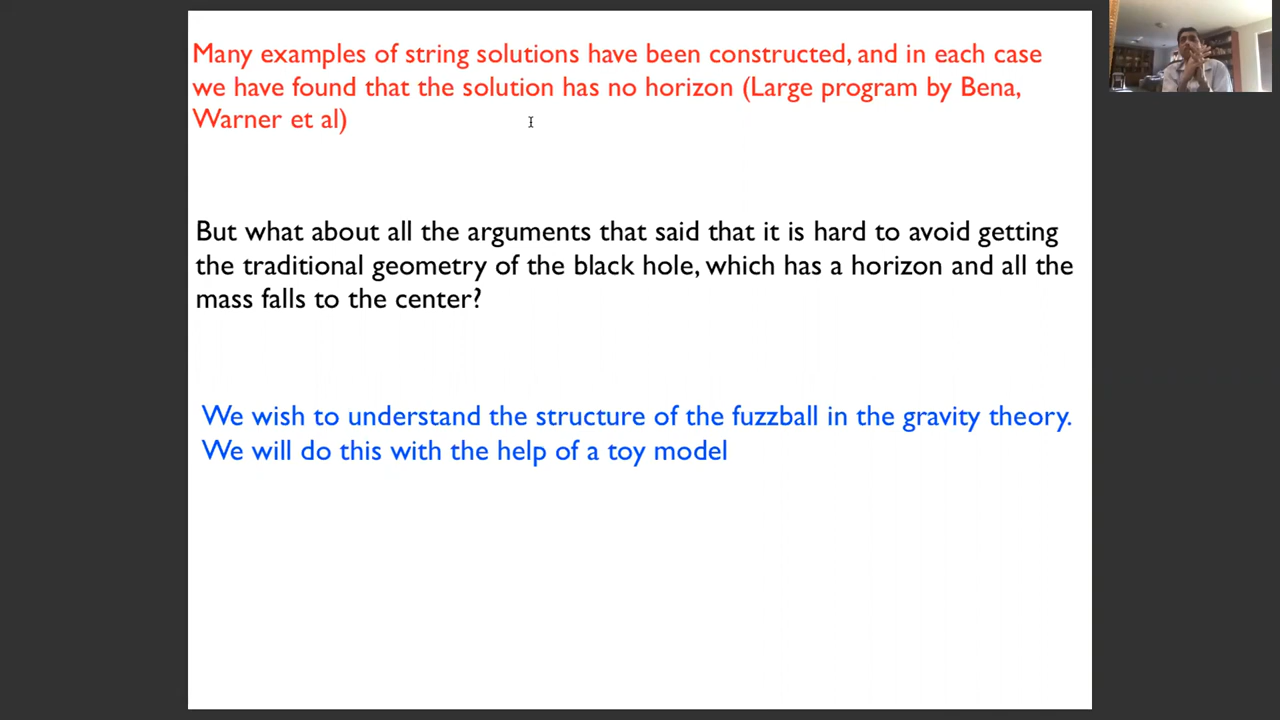 Many examples of string solutions have been constructed, and in each case
we have found that the solution has no horizon (Large program by Bena,
Warner et al)
But what about all the arguments that said that it is hard to avoid getting
the traditional geometry of the black hole, which has a horizon and all the
mass falls to the center?
We wish to understand the structure of the fuzzball in the gravity theory.
We will do this with the help of a toy model